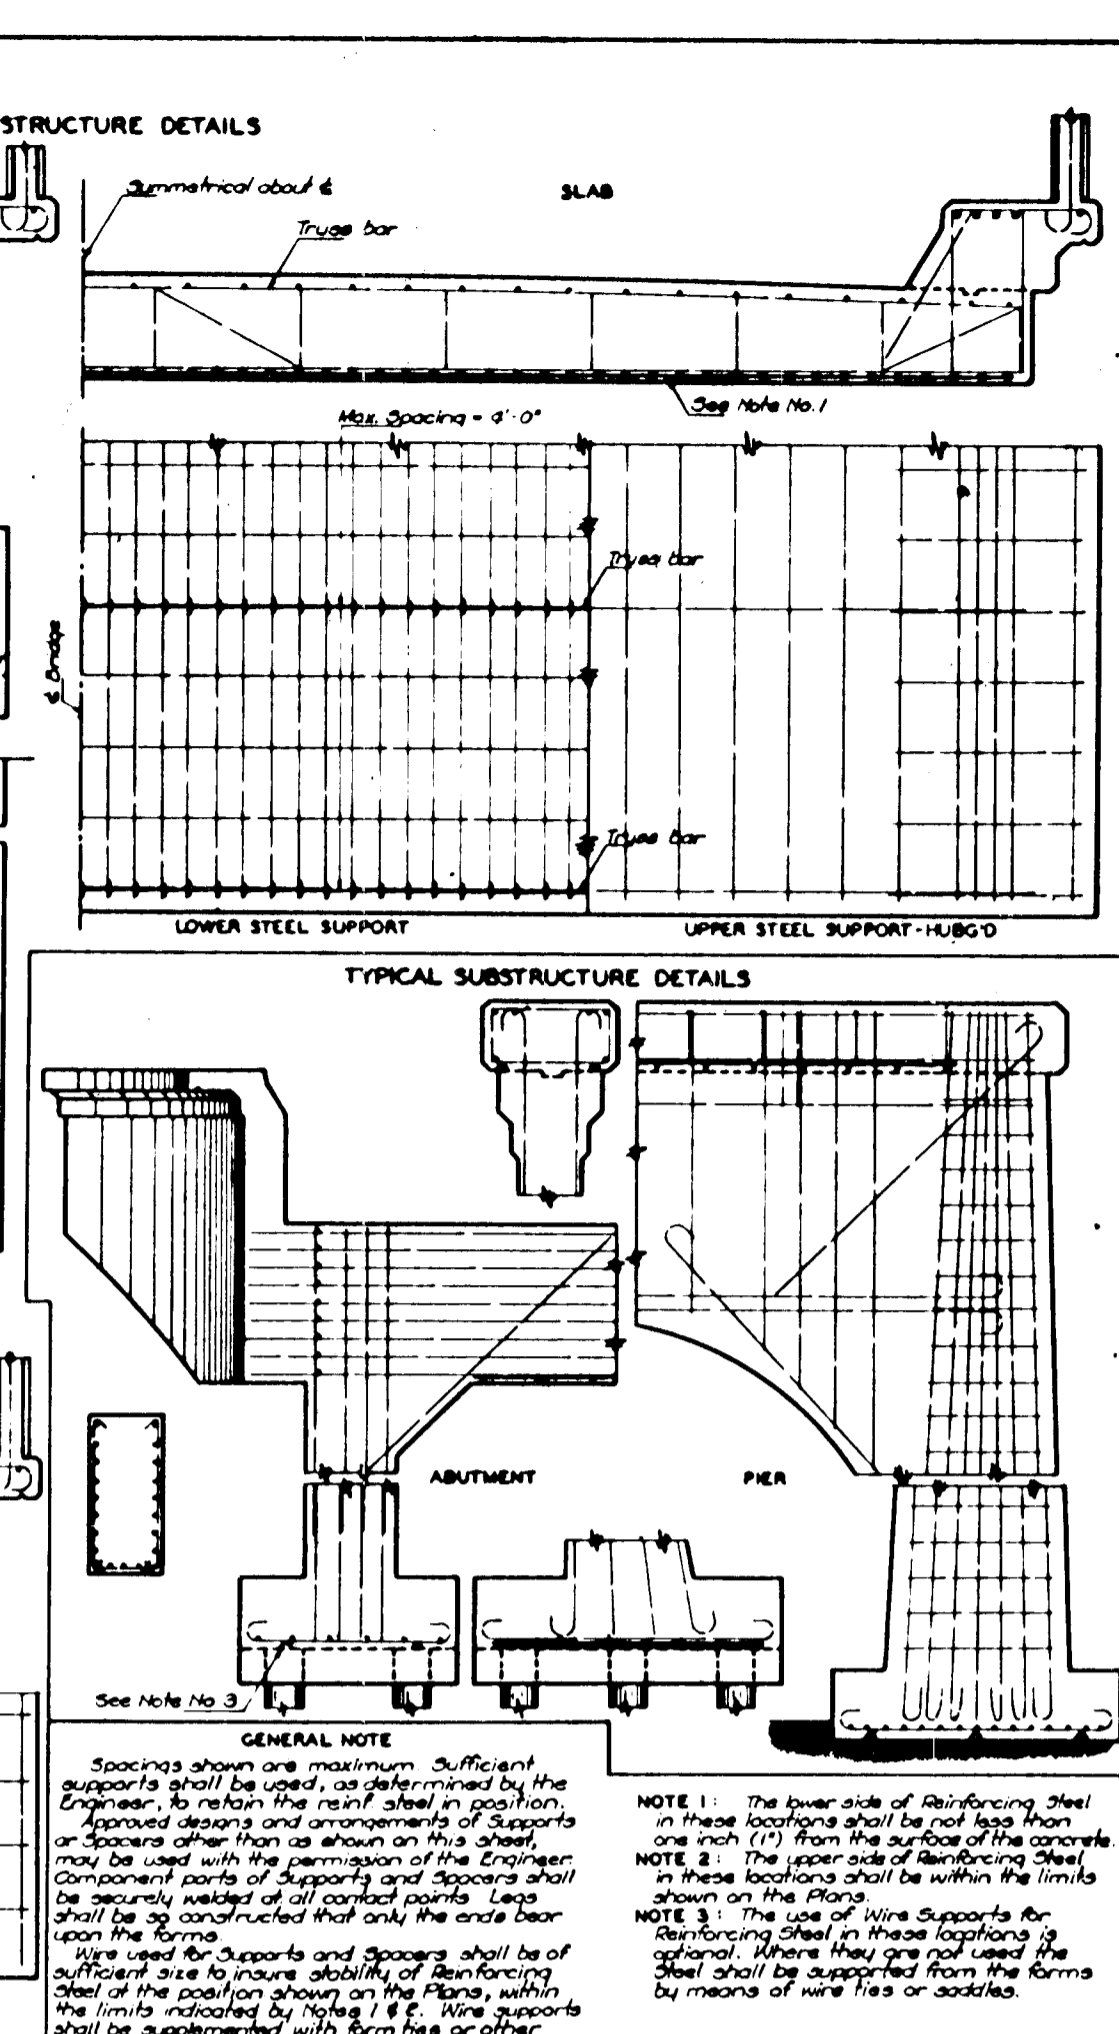 STRUCTURE DETAILS
Symmetrical about ℄
SLAB
Truss bar
See Note No. 1
Max. Spacing = 4'-0"
Truss bar
℄ Bridge
Truss bar
LOWER STEEL SUPPORT
UPPER STEEL SUPPORT-HUBG'D
TYPICAL SUBSTRUCTURE DETAILS
ABUTMENT
PIER
See Note No 3
GENERAL NOTE
Spacings shown are maximum. Sufficient
supports shall be used, as determined by the
Engineer, to retain the reinf. steel in position.
Approved designs and arrangements of Supports
or Spacers other than as shown on this sheet,
may be used with the permission of the Engineer.
Component parts of Supports and Spacers shall
be securely welded at all contact points. Legs
shall be so constructed that only the ends bear
upon the forms.
Wire used for Supports and Spacers shall be of
sufficient size to insure stability of Reinforcing
Steel at the position shown on the Plans, within
the limits indicated by Notes 1 & 2. Wire supports
shall be supplemented with form ties or other
NOTE 1: The lower side of Reinforcing Steel
in these locations shall be not less than
one inch (1") from the surface of the concrete.
NOTE 2: The upper side of Reinforcing Steel
in these locations shall be within the limits
shown on the Plans.
NOTE 3: The use of Wire Supports for
Reinforcing Steel in these locations is
optional. Where they are not used the
Steel shall be supported from the forms
by means of wire ties or saddles.